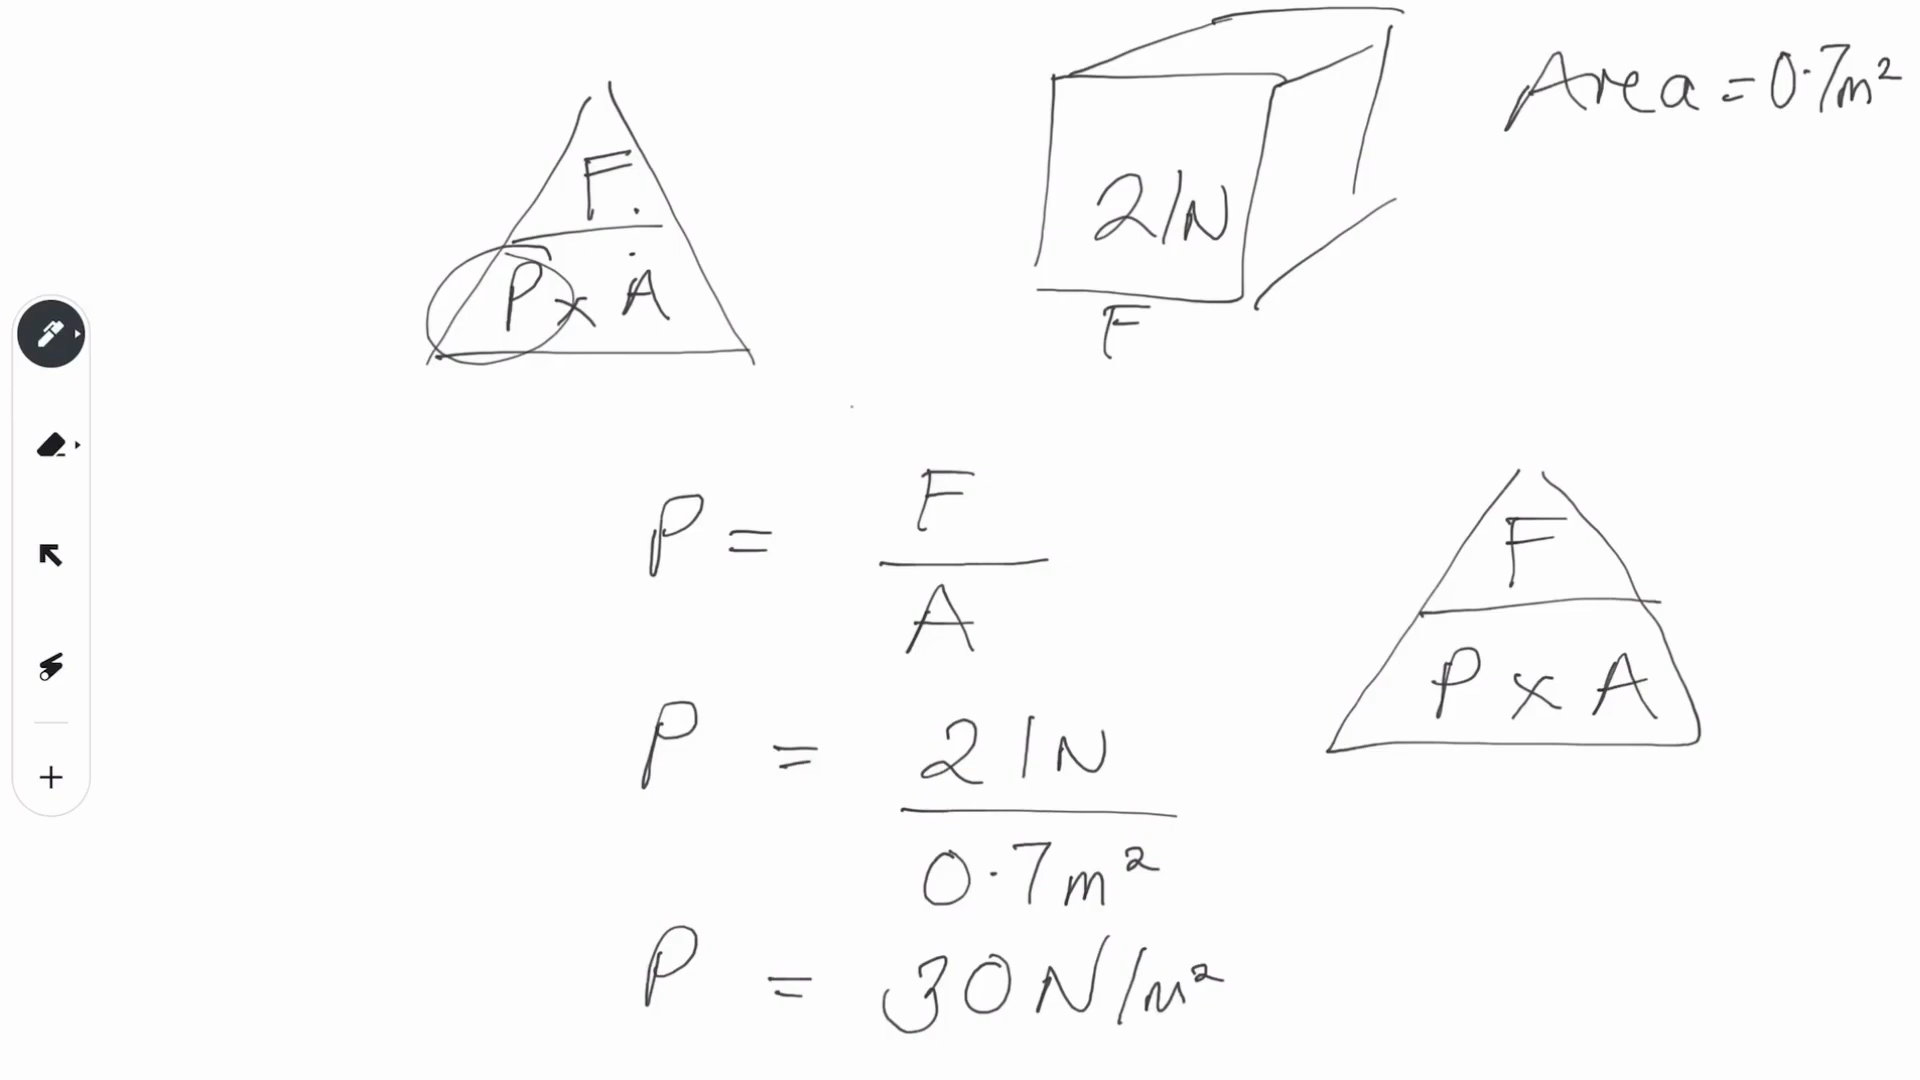 F.
P x A
21N
F
Area = 0.7m²
P = F
A
F
P x A
P = 21N
0.7m²
P = 30N/m²